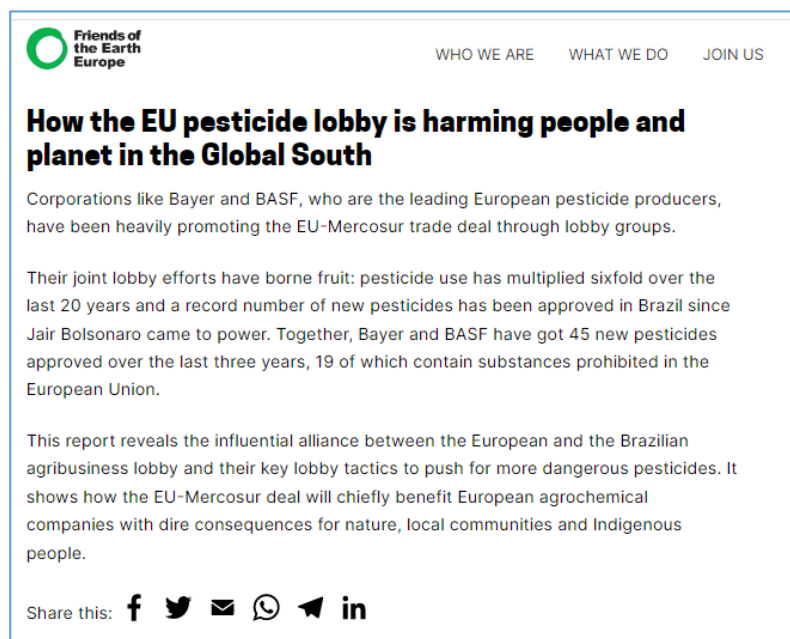 Friends of
the Earth
Europe
WHO WE ARE WHAT WE DO JOIN US
How the EU pesticide lobby is harming people and
planet in the Global South
Corporations like Bayer and BASF, who are the leading European pesticide producers,
have been heavily promoting the EU-Mercosur trade deal through lobby groups.
Their joint lobby efforts have borne fruit: pesticide use has multiplied sixfold over the
last 20 years and a record number of new pesticides has been approved in Brazil since
Jair Bolsonaro came to power. Together, Bayer and BASF have got 45 new pesticides
approved over the last three years, 19 of which contain substances prohibited in the
European Union.
This report reveals the influential alliance between the European and the Brazilian
agribusiness lobby and their key lobby tactics to push for more dangerous pesticides. It
shows how the EU-Mercosur deal will chiefly benefit European agrochemical
companies with dire consequences for nature, local communities and Indigenous
people.
Share this: